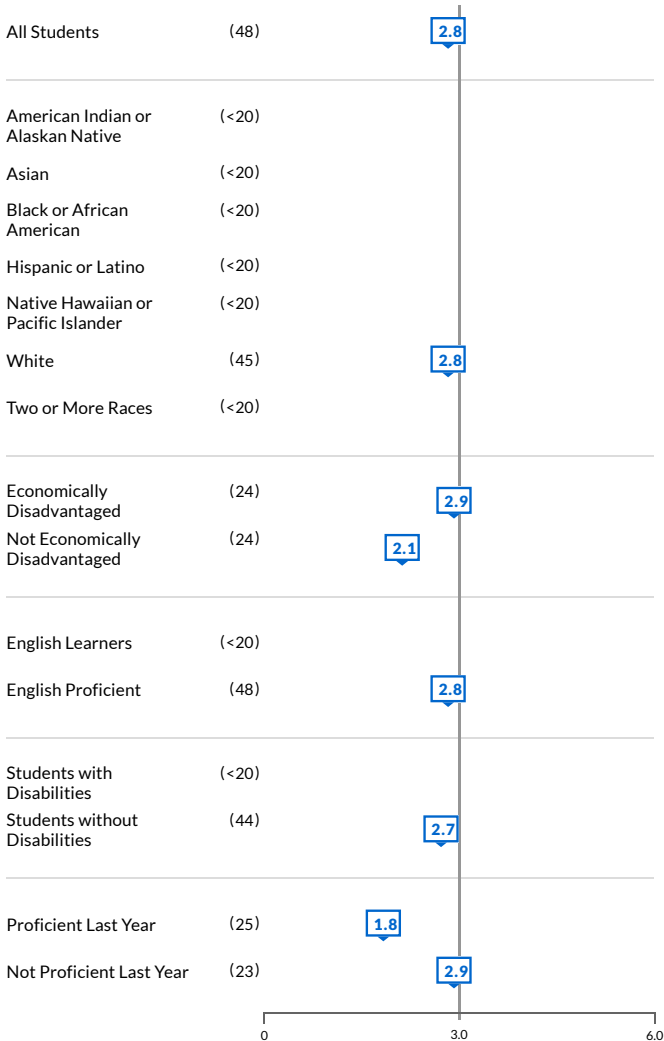 All Students (48) 2.8
American Indian or (<20)
Alaskan Native
Asian (<20)
Black or African (<20)
American
Hispanic or Latino (<20)
Native Hawaiian or (<20)
Pacific Islander
White (45) 2.8
Two or More Races (<20)
Economically (24) 2.9
Disadvantaged
Not Economically (24) 2.1
Disadvantaged
English Learners (<20)
English Proficient (48) 2.8
Students with (<20)
Disabilities
Students without (44) 2.7
Disabilities
Proficient Last Year (25) 1.8
Not Proficient Last Year (23) 2.9
0 3.0 6.0